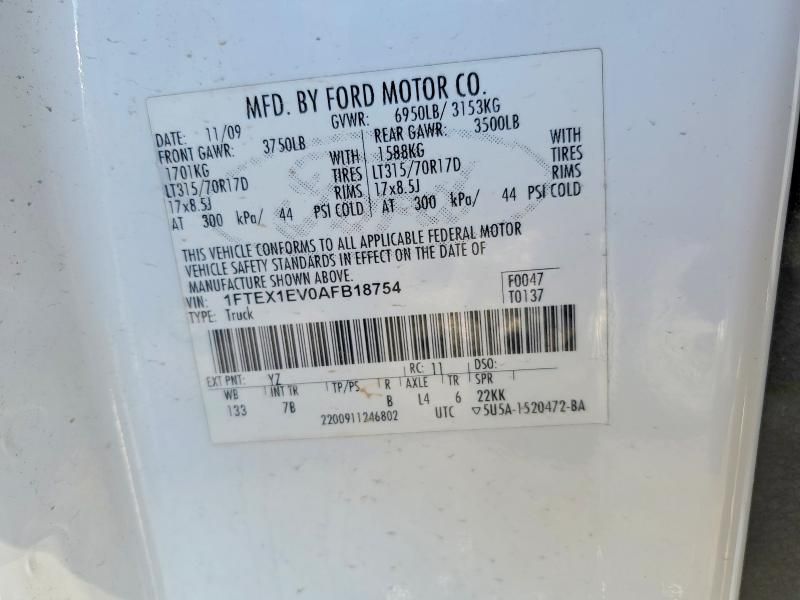 MFD. BY FORD MOTOR CO.
DATE: 11/09 GVWR: 6950LB/ 3153KG
FRONT GAWR: 3750LB REAR GAWR: 3500LB
1701KG WITH 1588KG WITH
LT315/70R17D TIRES LT315/70R17D TIRES
17x8.5J RIMS 17x8.5J RIMS
AT 300 kPa/ 44 PSI COLD AT 300 kPa/ 44 PSI COLD
THIS VEHICLE CONFORMS TO ALL APPLICABLE FEDERAL MOTOR
VEHICLE SAFETY STANDARDS IN EFFECT ON THE DATE OF
MANUFACTURE SHOWN ABOVE.
VIN: 1FTEX1EV0AFB18754 F0047
TYPE: Truck T0137
EXT PNT: YZ RC: 11 DSO:
WB INT TR TP/PS R AXLE TR SPR
133 7B B L4 6 22KK
2200911246802 UTC ▽5U5A-1520472-BA